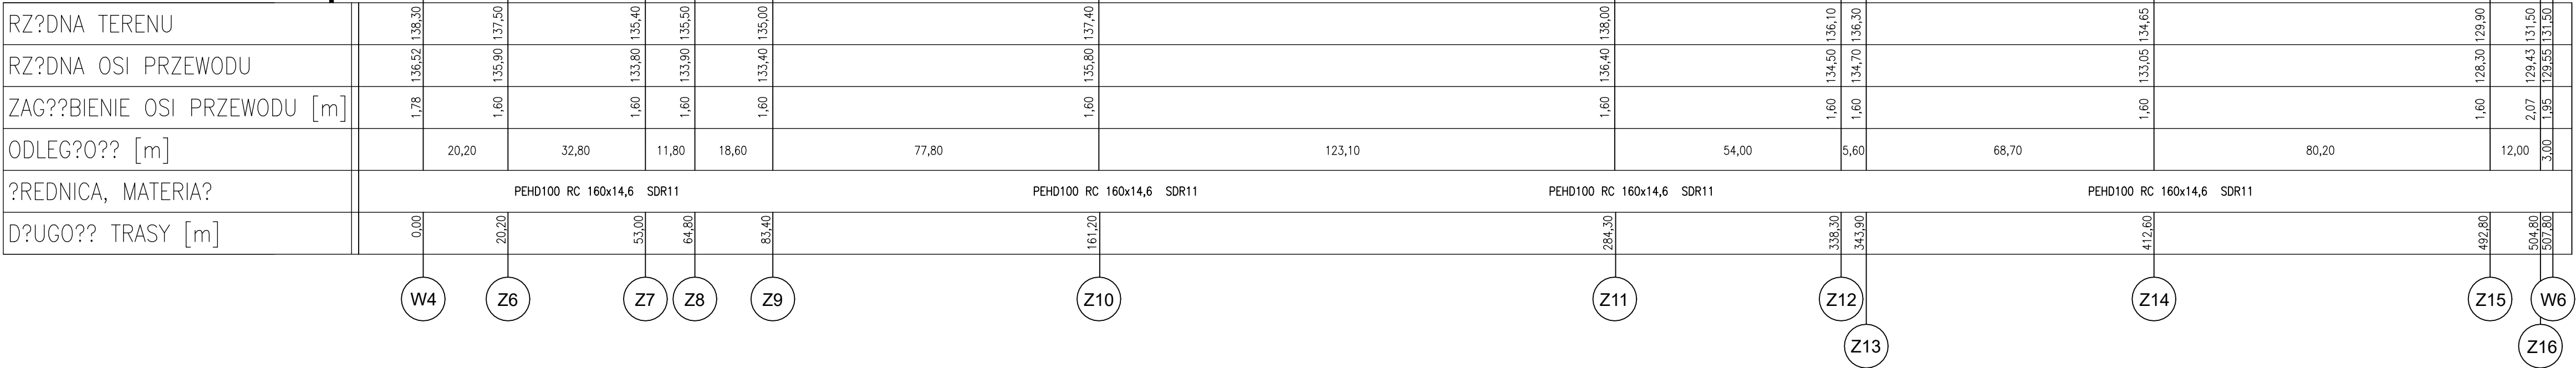 RZ?DNA TERENU 138,30 137,50 135,40 135,50 135,00 137,40 138,00 136,10 136,30 134,65 129,90 131,50 131,50
RZ?DNA OSI PRZEWODU 136,52 135,90 133,80 133,90 133,40 135,80 136,40 134,50 134,70 133,05 128,30 129,43 129,55
ZAG??BIENIE OSI PRZEWODU [m] 1,78 1,60 1,60 1,60 1,60 1,60 1,60 1,60 1,60 1,60 1,60 2,07 1,95
ODLEG?O?? [m] 20,20 32,80 11,80 18,60 77,80 123,10 54,00 5,60 68,70 80,20 12,00 3,00
?REDNICA, MATERIA? PEHD100 RC 160x14,6 SDR11 PEHD100 RC 160x14,6 SDR11 PEHD100 RC 160x14,6 SDR11 PEHD100 RC 160x14,6 SDR11
D?UGO?? TRASY [m] 0,00 20,20 53,00 64,80 83,40 161,20 284,30 338,30 343,90 412,60 492,80 504,80 507,80
W4 Z6 Z7 Z8 Z9 Z10 Z11 Z12 Z14 Z15 W6
Z13 Z16